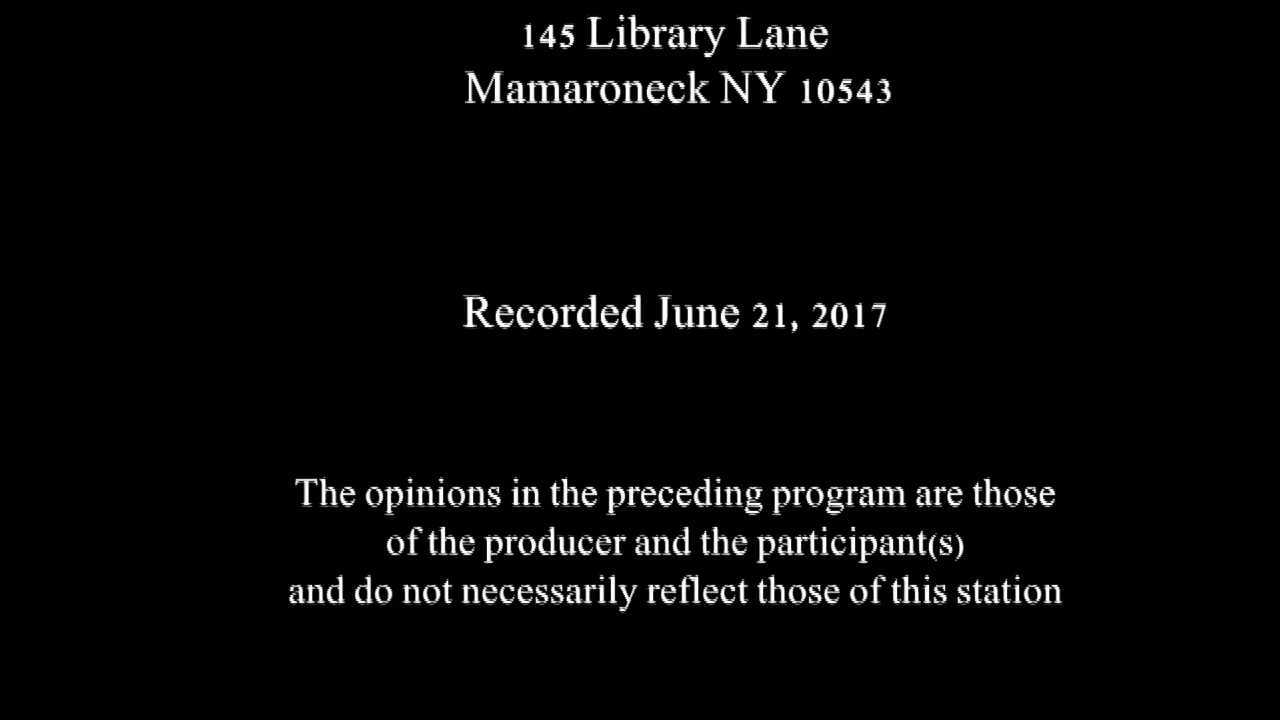 145 Library Lane
Mamaroneck NY 10543
Recorded June 21, 2017
The opinions in the preceding program are those
of the producer and the participant(s)
and do not necessarily reflect those of this station